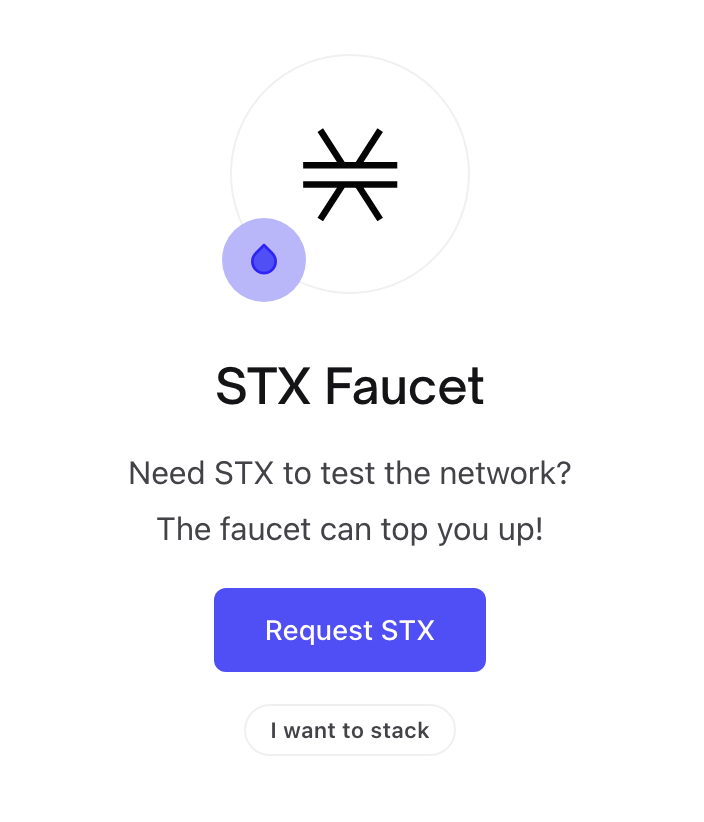 STX Faucet
Need STX to test the network?
The faucet can top you up!
Request STX
I want to stack